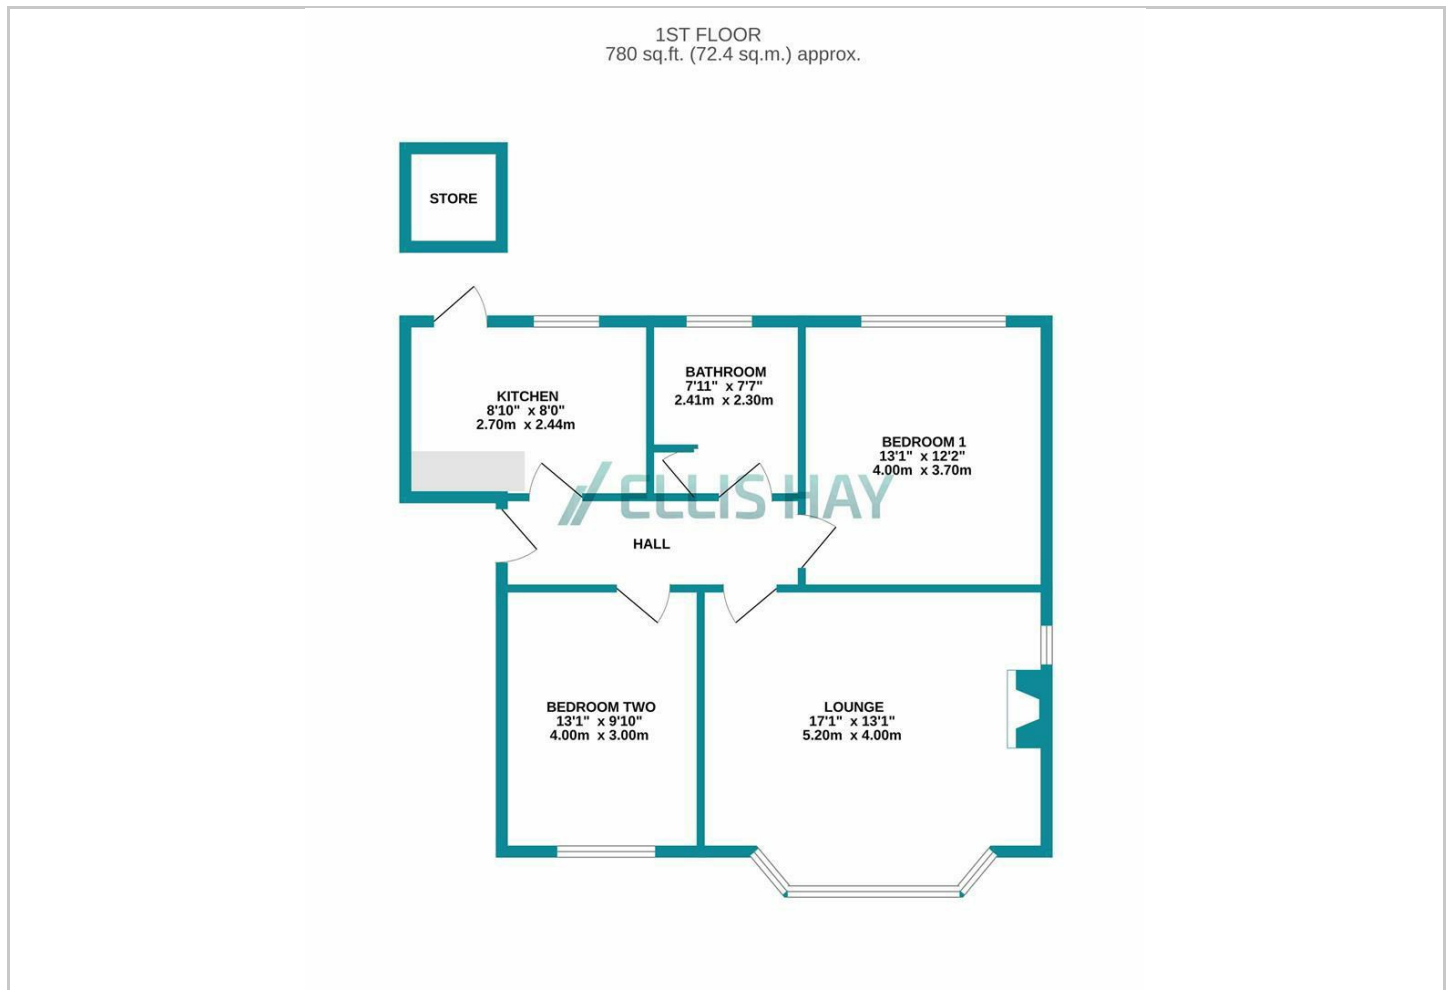 1ST FLOOR
780 sq.ft. (72.4 sq.m.) approx.
STORE
KITCHEN
8'10" x 8'0"
2.70m x 2.44m
BATHROOM
7'11" x 7'7"
2.41m x 2.30m
BEDROOM 1
13'1" x 12'2"
4.00m x 3.70m
ELLIS HAY
HALL
BEDROOM TWO
13'1" x 9'10"
4.00m x 3.00m
LOUNGE
17'1" x 13'1"
5.20m x 4.00m